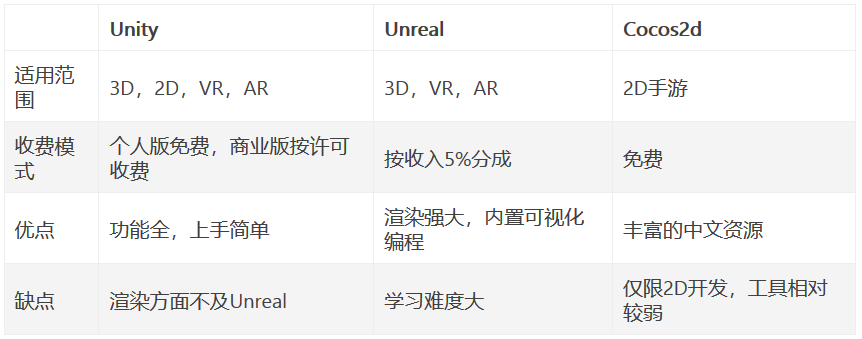 Unity Unreal Cocos2d
适用范
围
3D，2D，VR，AR
3D，VR，AR
2D手游
收费模
式
个人版免费，商业版按许可
收费
按收入5%分成
免费
优点
功能全，上手简单
渲染强大，内置可视化
编程
丰富的中文资源
缺点
渲染方面不及Unreal
学习难度大
仅限2D开发，工具相对
较弱